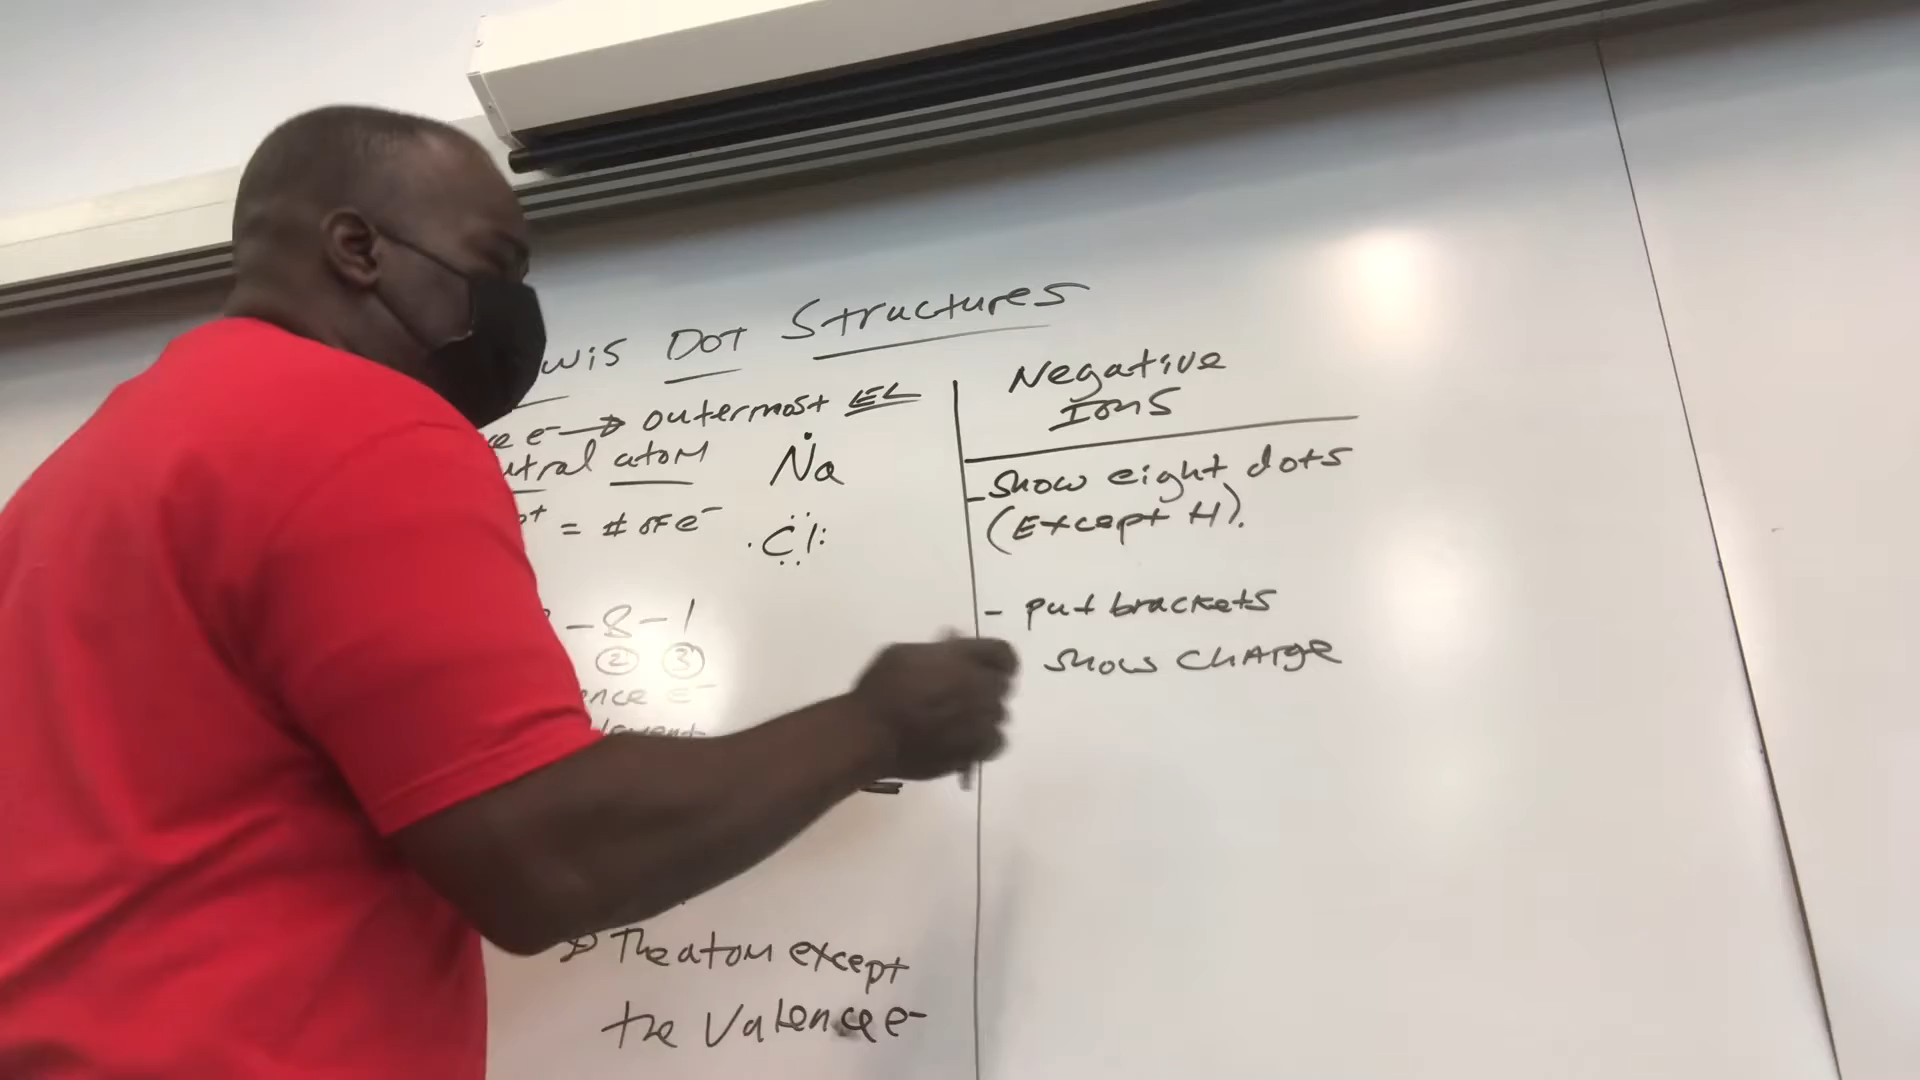 wis Dot Structures
e e- → outermost EL
utral atom
Na
+ = # of e-
·Cl:
- 8 - 1
② ③
ence e-
The atom except
the Valence e-
Negative
Ions
- Show eight dots
(Except H).
- put brackets
show charge